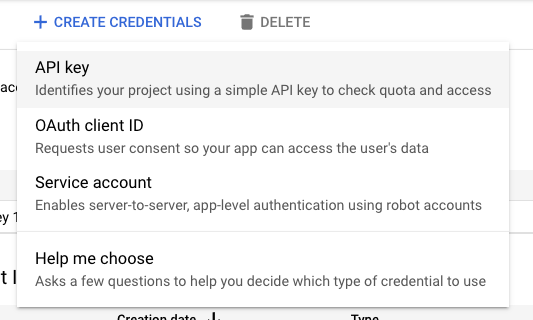 + CREATE CREDENTIALS DELETE
API key
Identifies your project using a simple API key to check quota and access
OAuth client ID
Requests user consent so your app can access the user's data
Service account
Enables server-to-server, app-level authentication using robot accounts
Help me choose
Asks a few questions to help you decide which type of credential to use
Creation date Type